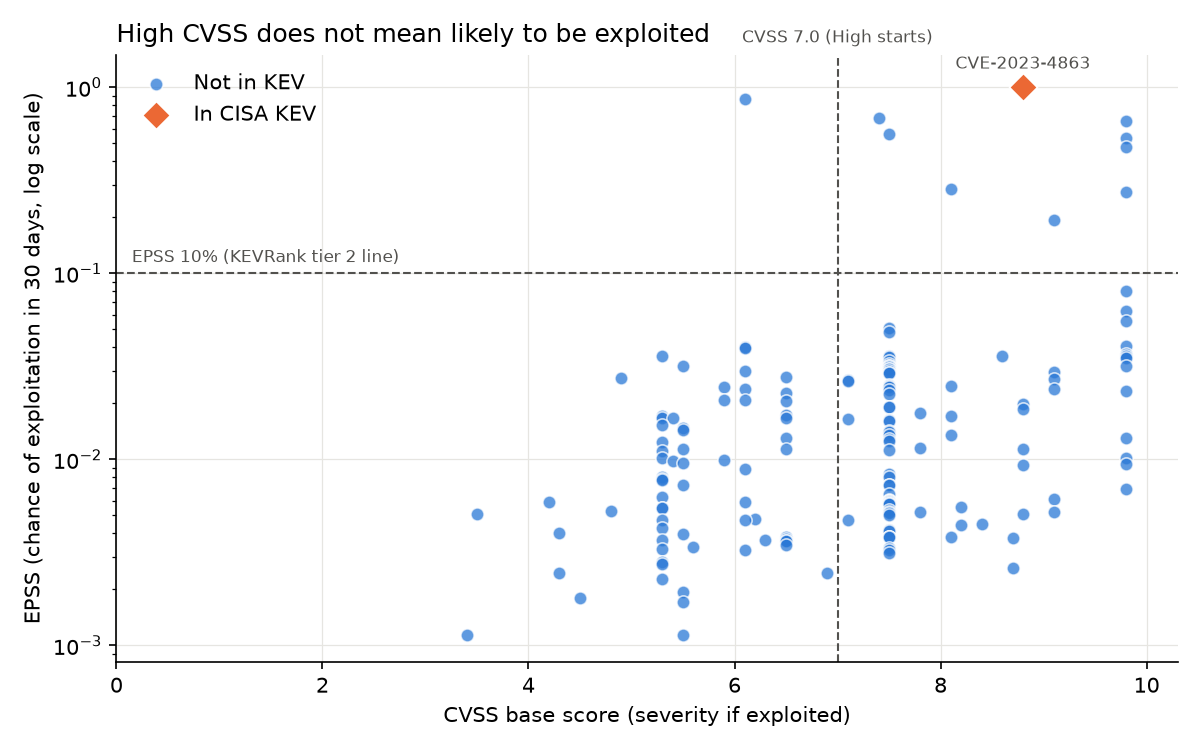 High CVSS does not mean likely to be exploited
CVSS 7.0 (High starts)
CVE-2023-4863
Not in KEV
In CISA KEV
EPSS 10% (KEVRank tier 2 line)
EPSS (chance of exploitation in 30 days, log scale)
10⁰
10⁻¹
10⁻²
10⁻³
0 2 4 6 8 10
CVSS base score (severity if exploited)